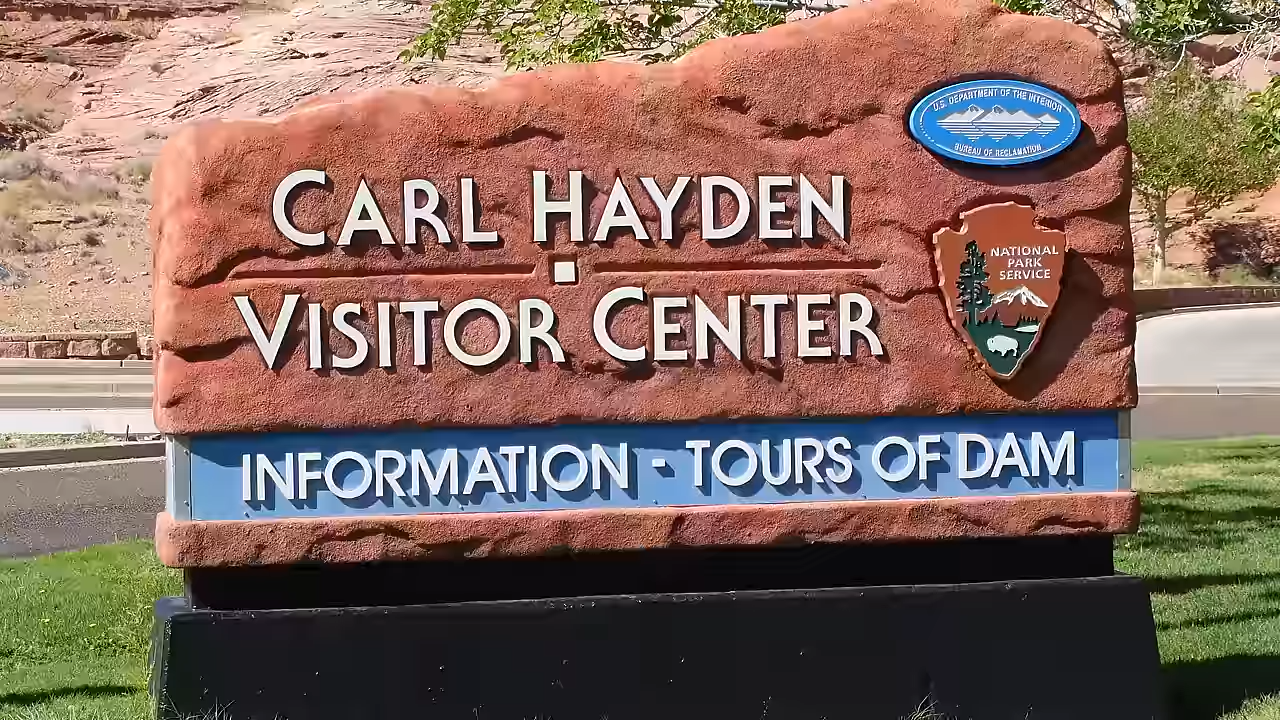 U.S. DEPARTMENT OF THE INTERIOR
BUREAU OF RECLAMATION
CARL HAYDEN
VISITOR CENTER
NATIONAL
PARK
SERVICE
INFORMATION - TOURS OF DAM